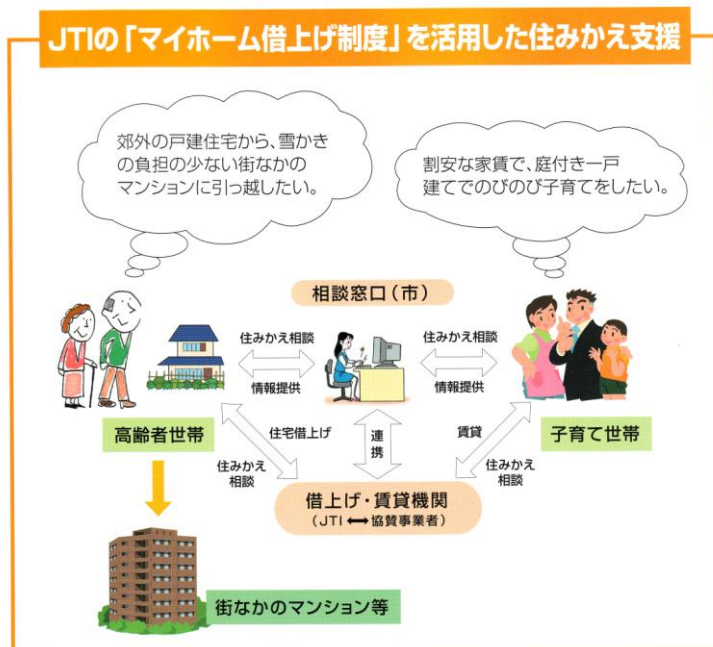 JTIの「マイホーム借上げ制度」を活用した住みかえ支援
郊外の戸建住宅から、雪かき
の負担の少ない街なかの
マンションに引っ越したい。
割安な家賃で、庭付き一戸
建てでのびのび子育てをしたい。
相談窓口(市)
住みかえ相談
情報提供
住みかえ相談
情報提供
高齢者世帯
住宅借上げ
連携
賃貸
子育て世帯
住みかえ
相談
住みかえ
相談
借上げ・賃貸機関
(JTI⟷協賛事業者)
街なかのマンション等